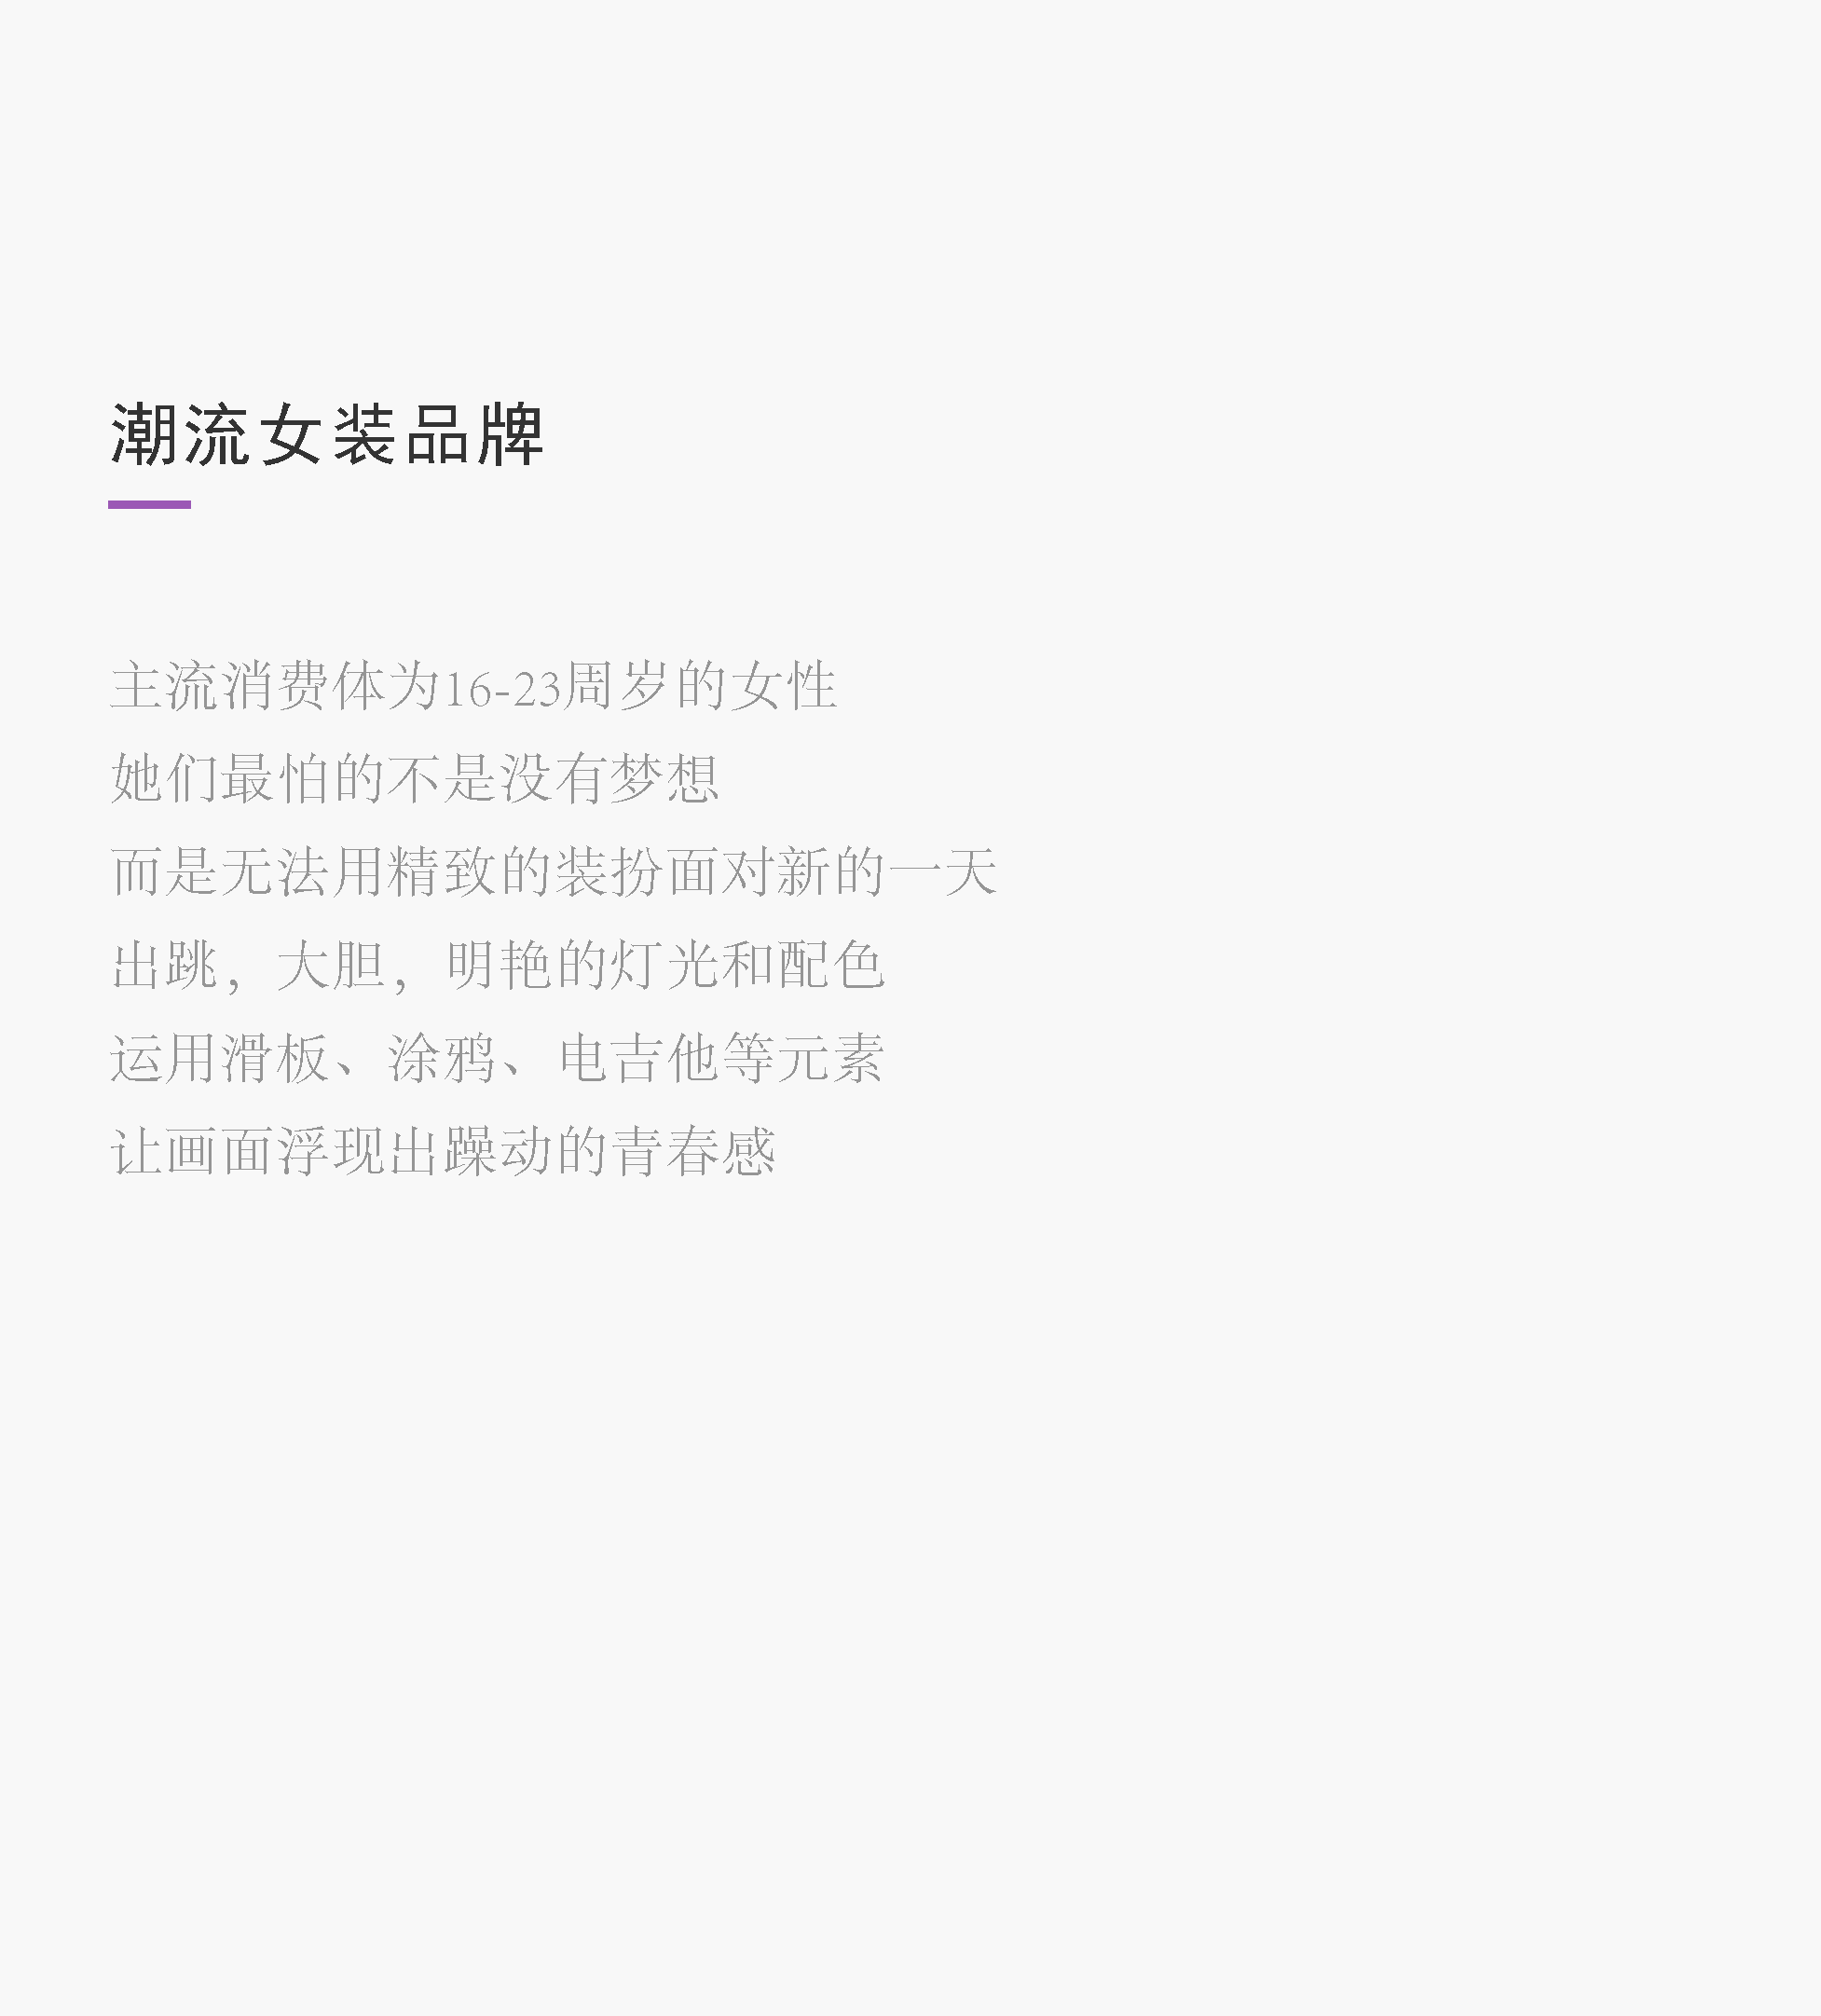 潮流女装品牌
主流消费体为16-23周岁的女性
她们最怕的不是没有梦想
而是无法用精致的装扮面对新的一天
出跳，大胆，明艳的灯光和配色
运用滑板、涂鸦、电吉他等元素
让画面浮现出躁动的青春感